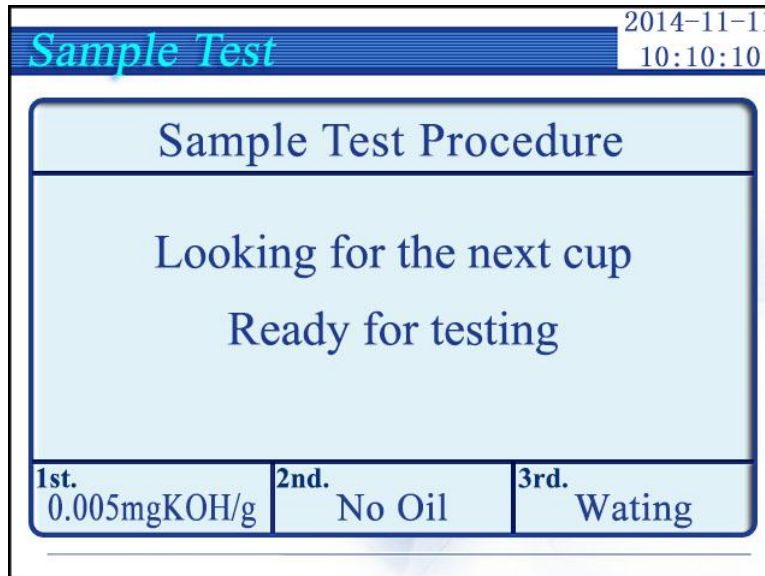 Sample Test
2014-11-11
10:10:10
Sample Test Procedure
Looking for the next cup
Ready for testing
1st.
0.005mgKOH/g
2nd.
No Oil
3rd.
Wating